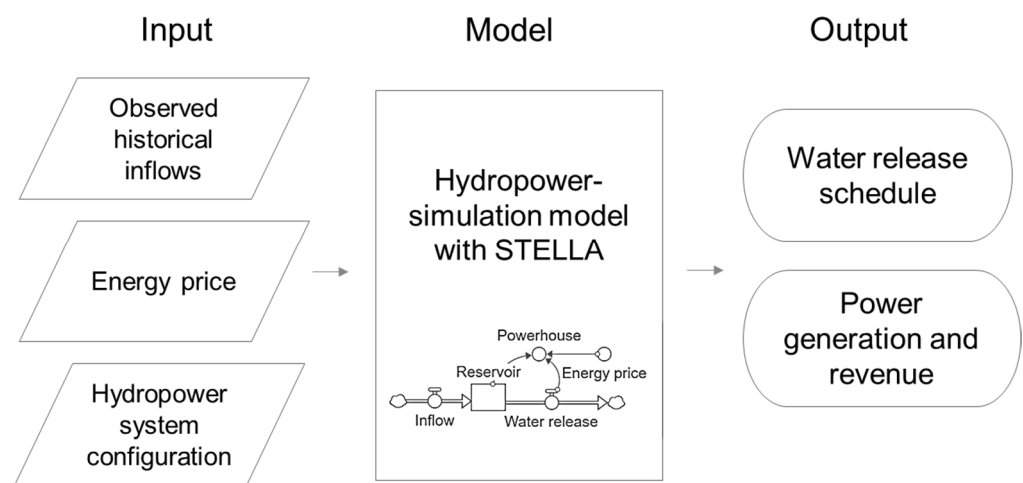 Input
Model
Output
Observed
historical
inflows
Energy price
Hydropower
system
configuration
Hydropower-
simulation model
with STELLA
Powerhouse
Reservoir
Energy price
Inflow
Water release
Water release
schedule
Power
generation and
revenue